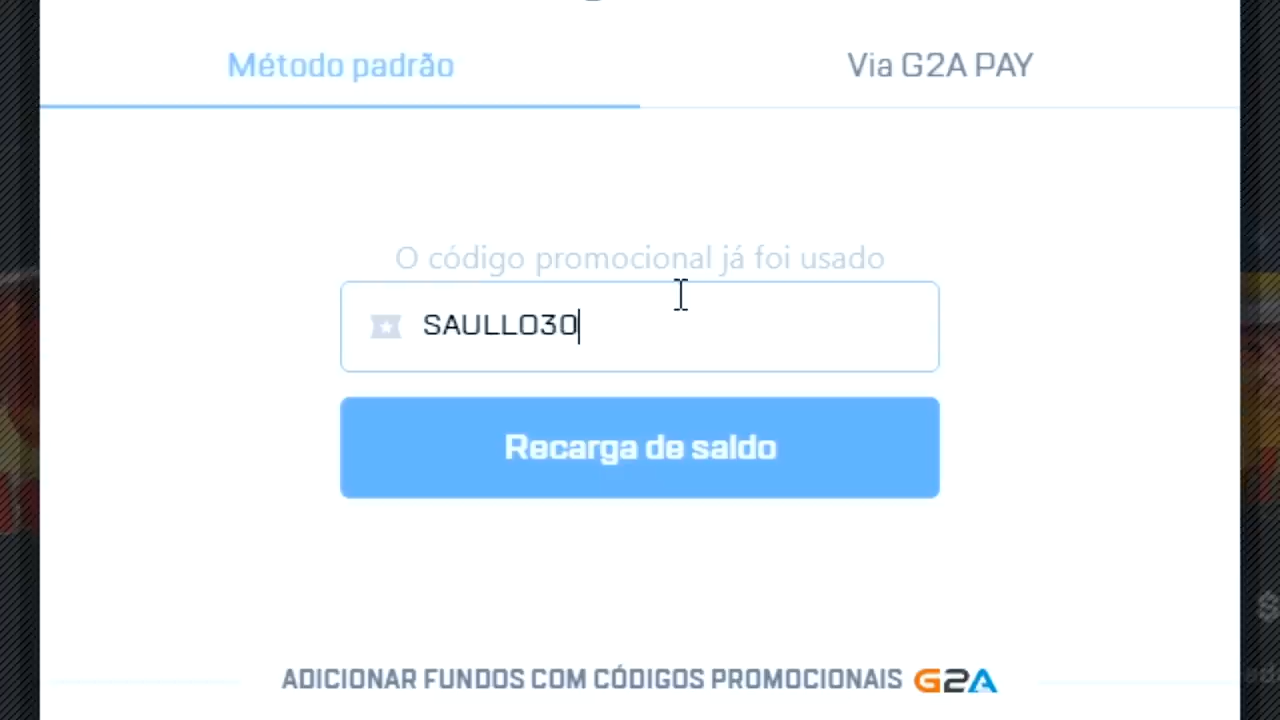 Método padrão
Via G2A PAY
O código promocional já foi usado
SAULLO30
Recarga de saldo
ADICIONAR FUNDOS COM CÓDIGOS PROMOCIONAIS G2A
$